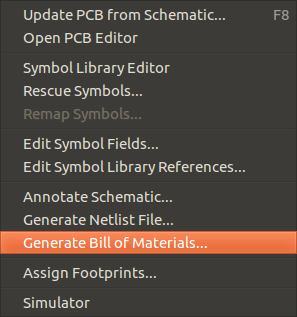 Update PCB from Schematic... F8
Open PCB Editor
Symbol Library Editor
Rescue Symbols...
Remap Symbols...
Edit Symbol Fields...
Edit Symbol Library References...
Annotate Schematic...
Generate Netlist File...
Generate Bill of Materials...
Assign Footprints...
Simulator